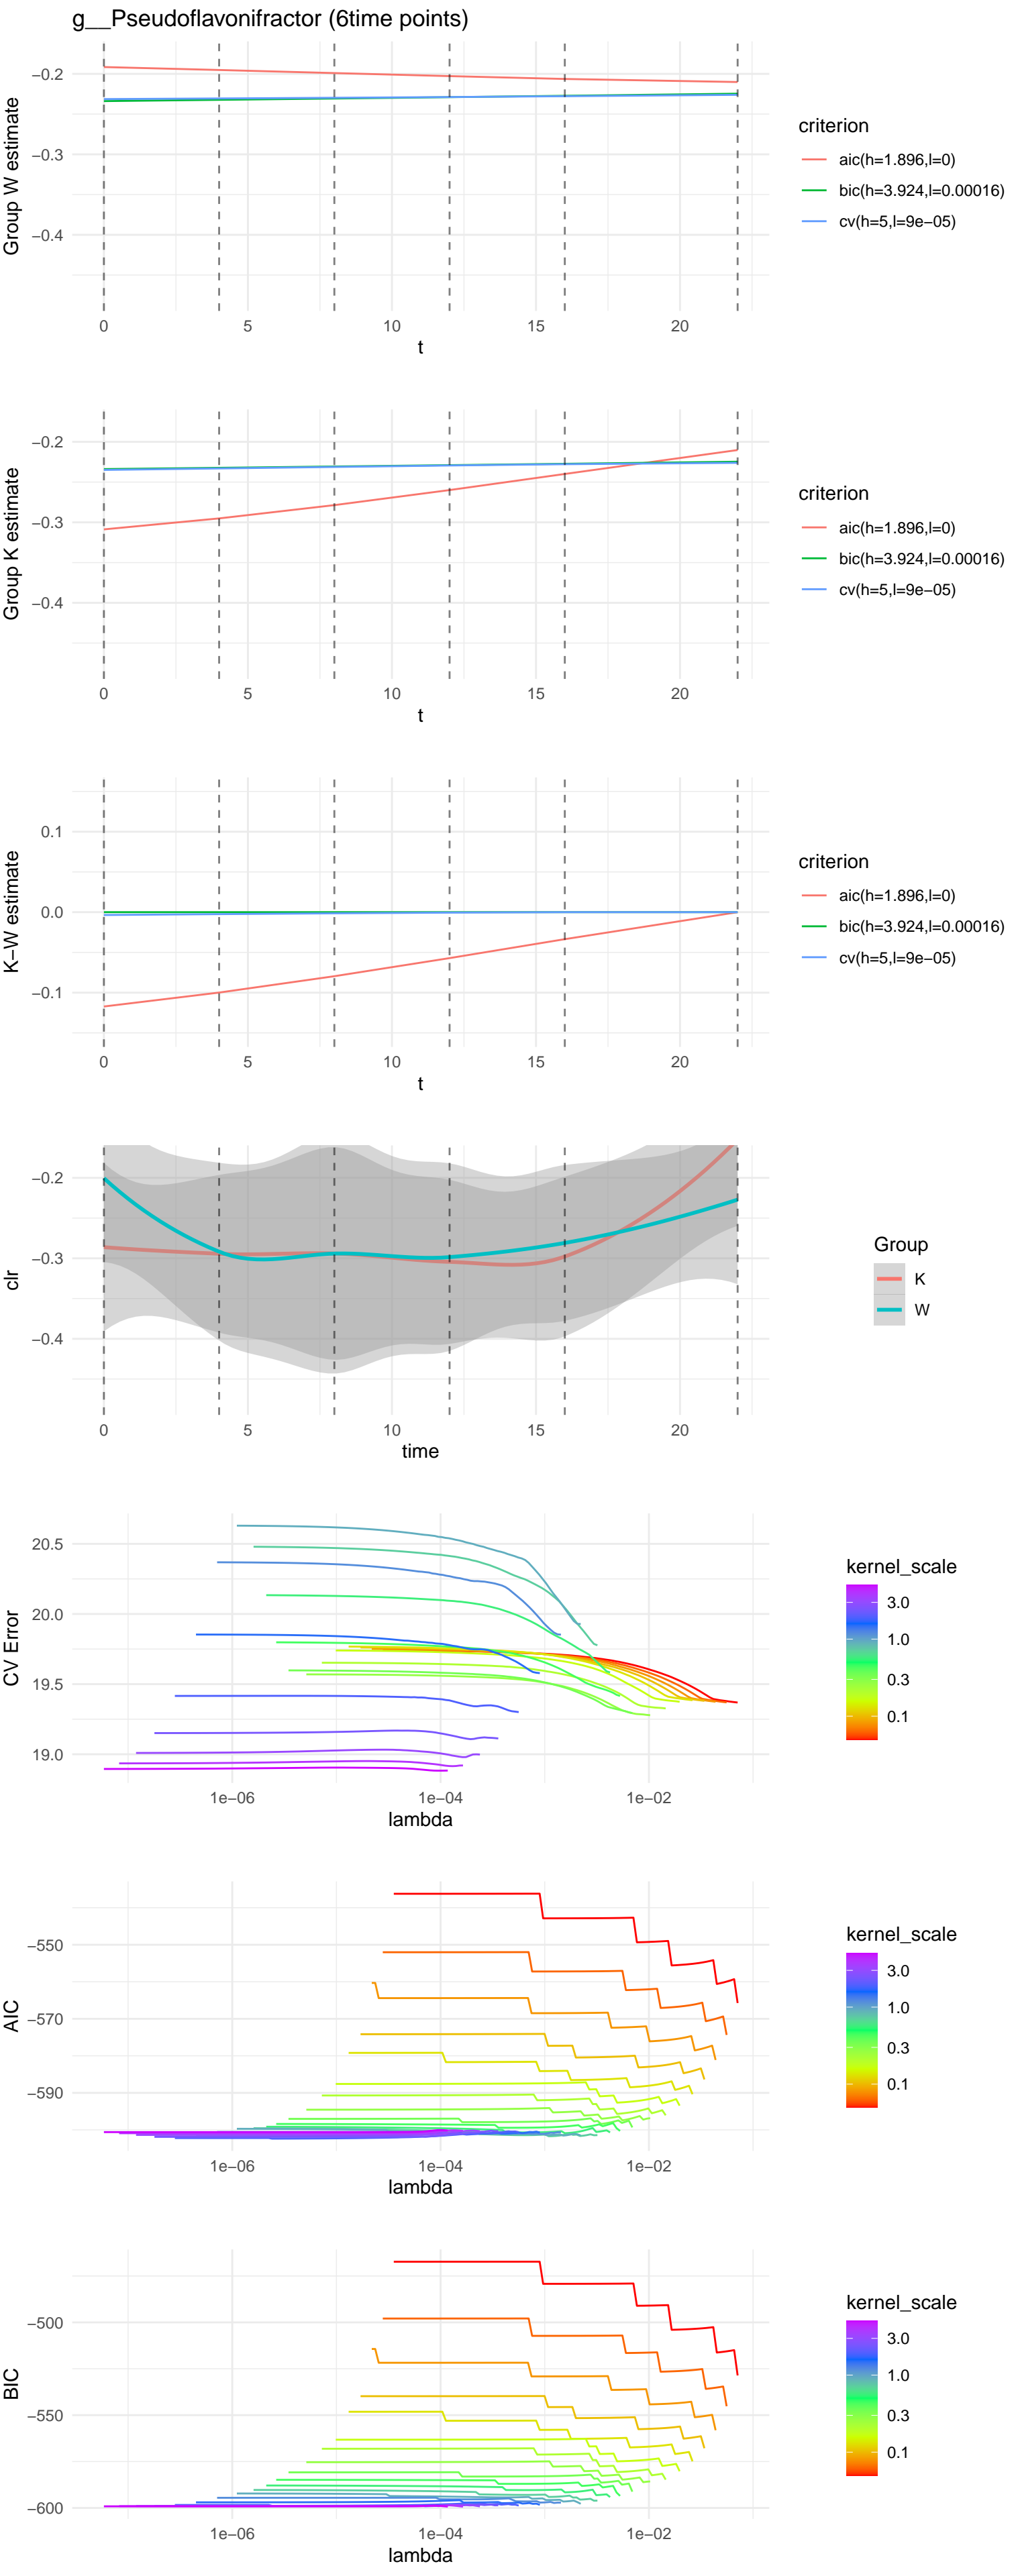 g__Pseudoflavonifractor (6time points)
Group W estimate
−0.2
−0.3
−0.4
0 5 10 15 20
t
criterion
aic(h=1.896,l=0)
bic(h=3.924,l=0.00016)
cv(h=5,l=9e−05)
Group K estimate
−0.2
−0.3
−0.4
0 5 10 15 20
t
criterion
aic(h=1.896,l=0)
bic(h=3.924,l=0.00016)
cv(h=5,l=9e−05)
K−W estimate
0.1
0.0
−0.1
0 5 10 15 20
t
criterion
aic(h=1.896,l=0)
bic(h=3.924,l=0.00016)
cv(h=5,l=9e−05)
clr
−0.2
−0.3
−0.4
0 5 10 15 20
time
Group
K
W
CV Error
20.5
20.0
19.5
19.0
1e−06 1e−04 1e−02
lambda
kernel_scale
3.0
1.0
0.3
0.1
AIC
−550
−570
−590
1e−06 1e−04 1e−02
lambda
kernel_scale
3.0
1.0
0.3
0.1
BIC
−500
−550
−600
1e−06 1e−04 1e−02
lambda
kernel_scale
3.0
1.0
0.3
0.1